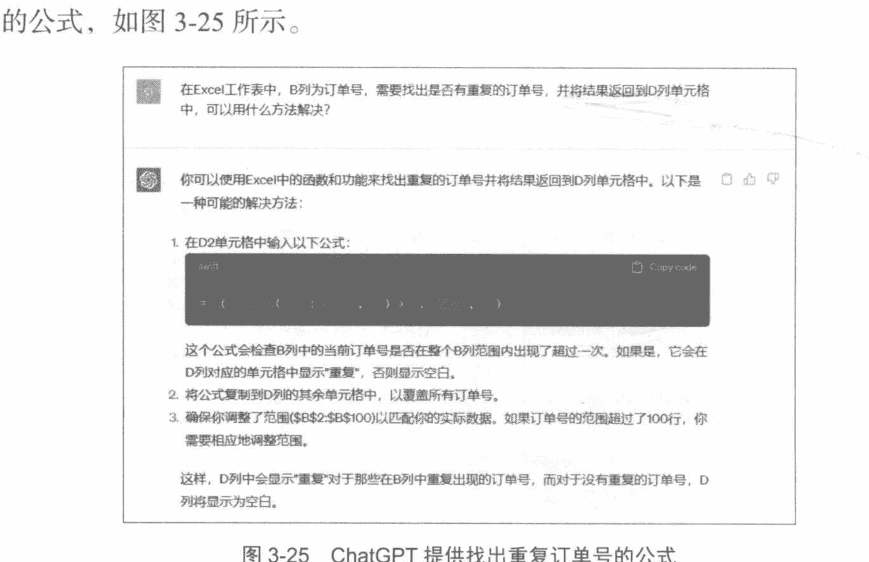 的公式，如图 3-25 所示。
在Excel工作表中，B列为订单号，需要找出是否有重复的订单号，并将结果返回到D列单元格
中，可以用什么方法解决？
你可以使用Excel中的函数和功能来找出重复的订单号并将结果返回到D列单元格中。以下是
一种可能的解决方法：
1. 在D2单元格中输入以下公式：
swift Copy code
这个公式会检查B列中的当前订单号是否在整个B列范围内出现了超过一次。如果是，它会在
D列对应的单元格中显示"重复"，否则显示空白。
2. 将公式复制到D列的其余单元格中，以覆盖所有订单号。
3. 确保你调整了范围($B$2:$B$100)以匹配你的实际数据。如果订单号的范围超过了100行，你
需要相应地调整范围。
这样，D列中会显示"重复"对于那些在B列中重复出现的订单号，而对于没有重复的订单号，D
列将显示为空白。
图 3-25 ChatGPT 提供找出重复订单号的公式